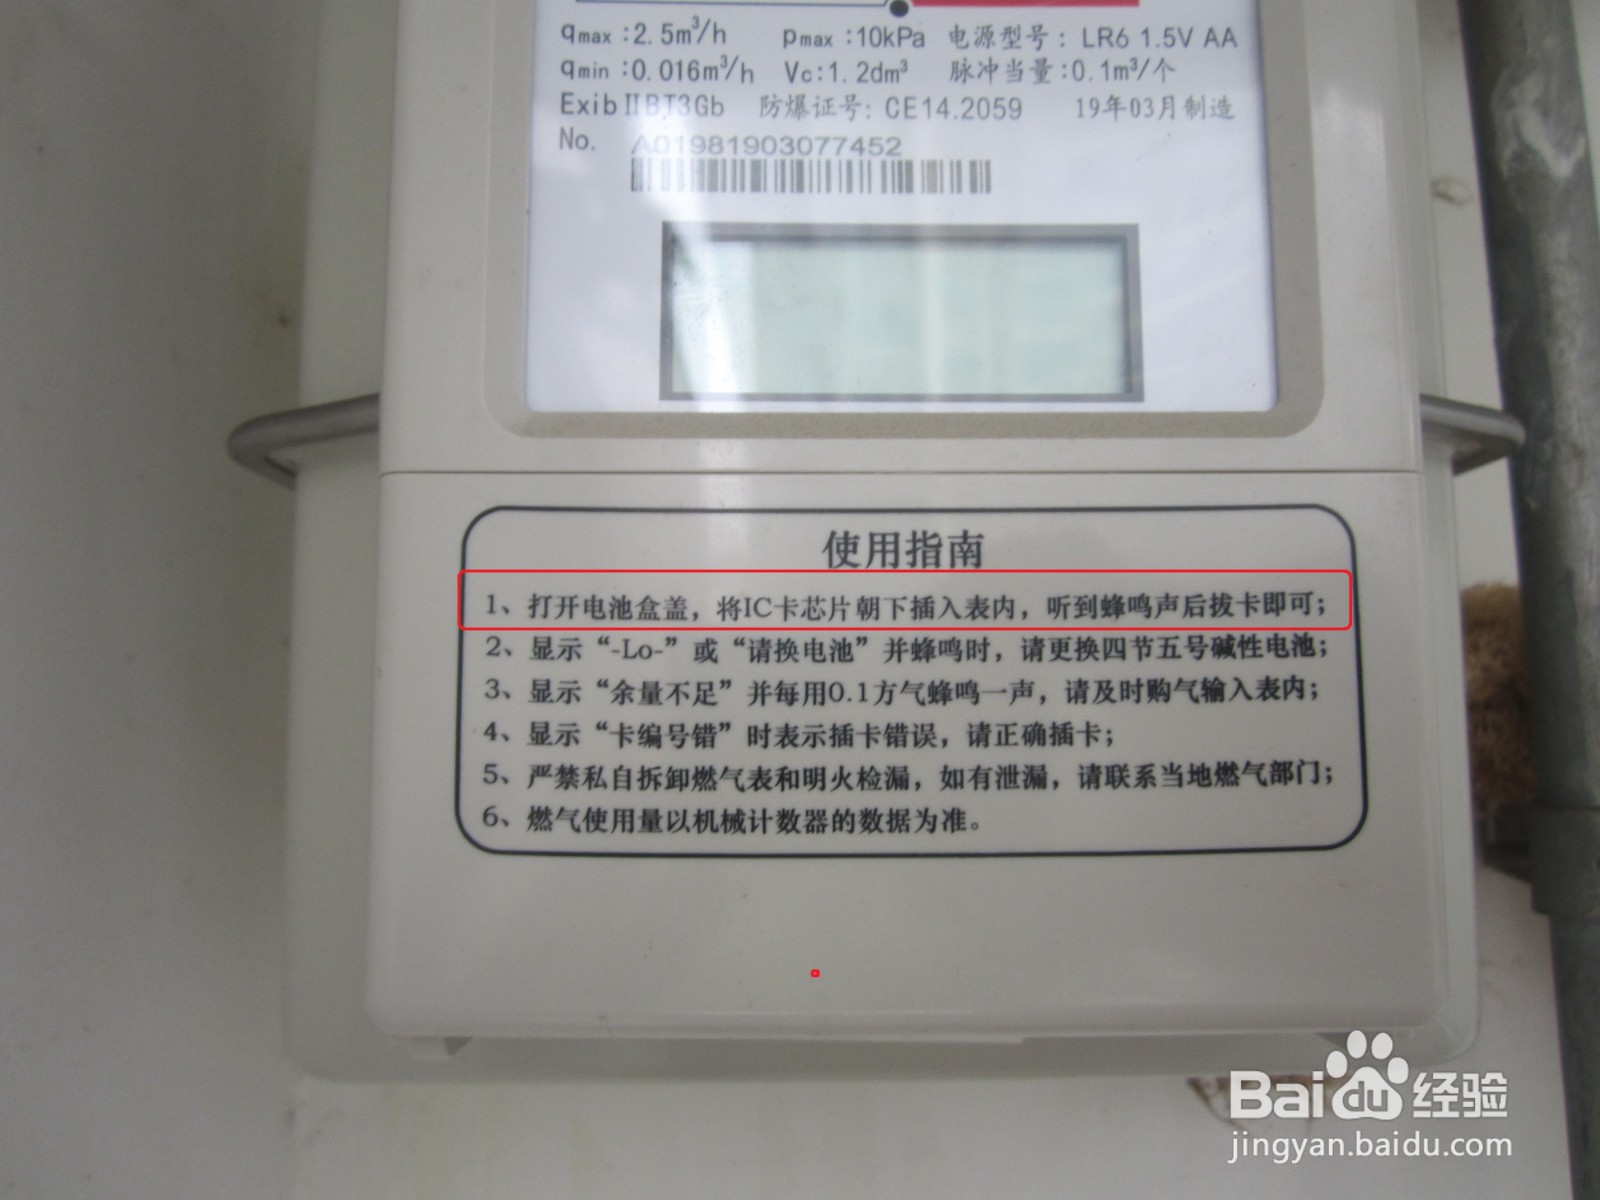 qmax :2.5m³/h pmax :10kPa 电源型号: LR6 1.5V AA
qmin :0.016m³/h Vc:1.2dm³ 脉冲当量:0.1m³/个
ExibⅡBT3Gb 防爆证号: CE14.2059 19年03月制造
No. A01981903077452
使用指南
1、打开电池盒盖，将IC卡芯片朝下插入表内，听到蜂鸣声后拔卡即可；
2、显示“-Lo-”或“请换电池”并蜂鸣时，请更换四节五号碱性电池；
3、显示“余量不足”并每用0.1方气蜂鸣一声，请及时购气输入表内；
4、显示“卡编号错”时表示插卡错误，请正确插卡；
5、严禁私自拆卸燃气表和明火检漏，如有泄漏，请联系当地燃气部门；
6、燃气使用量以机械计数器的数据为准。
Baidu经验
jingyan.baidu.com